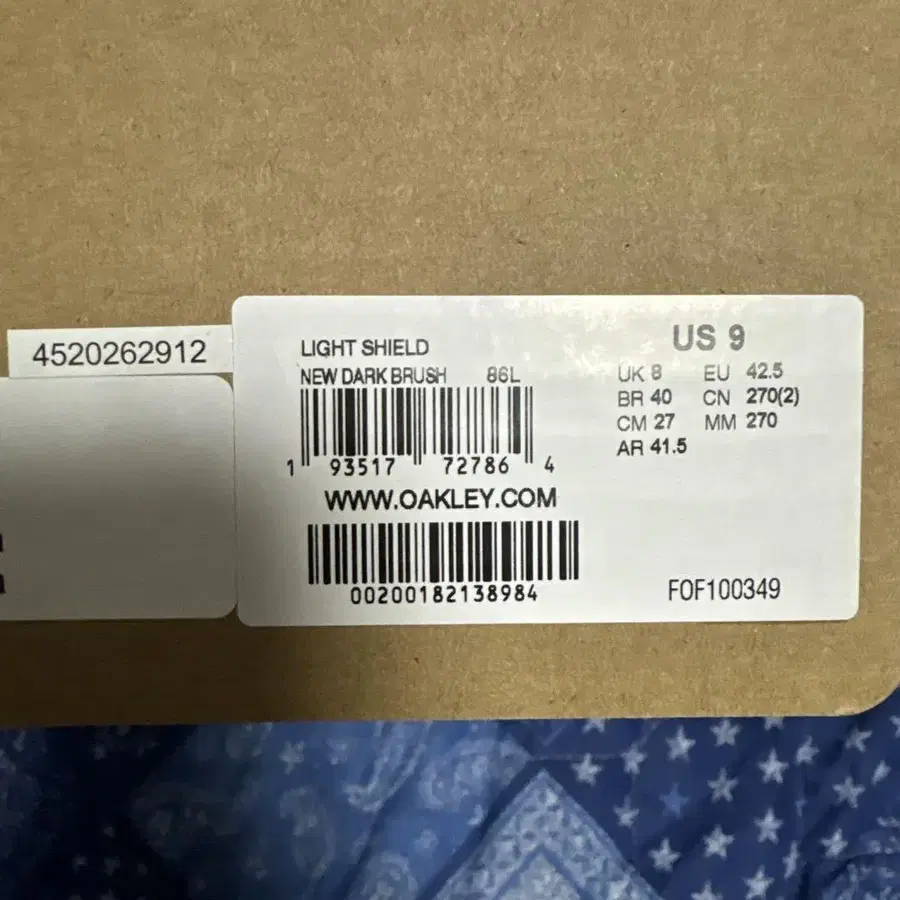 4520262912
LIGHT SHIELD
NEW DARK BRUSH 86L
1 93517 72786 4
WWW.OAKLEY.COM
00200182138984
US 9
UK 8 EU 42.5
BR 40 CN 270(2)
CM 27 MM 270
AR 41.5
FOF100349